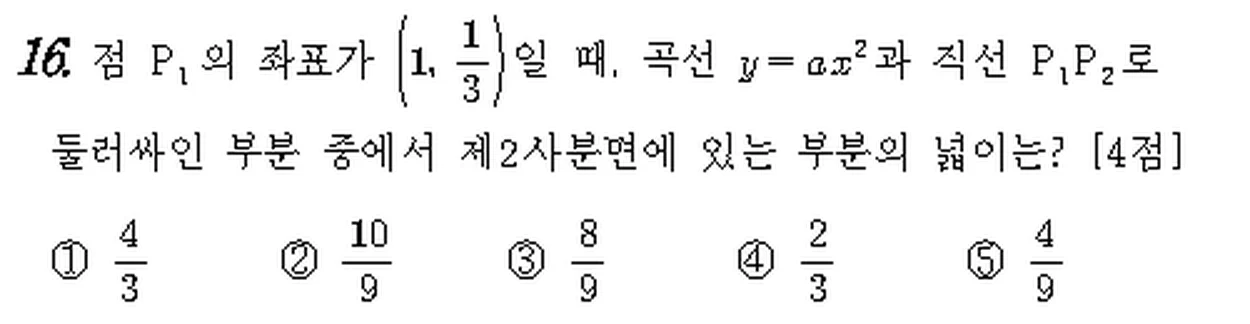 16. 점 P₁의 좌표가 (1, 1/3)일 때, 곡선 y=ax²과 직선 P₁P₂로
둘러싸인 부분 중에서 제2사분면에 있는 부분의 넓이는? [4점]
① 4/3 ② 10/9 ③ 8/9 ④ 2/3 ⑤ 4/9